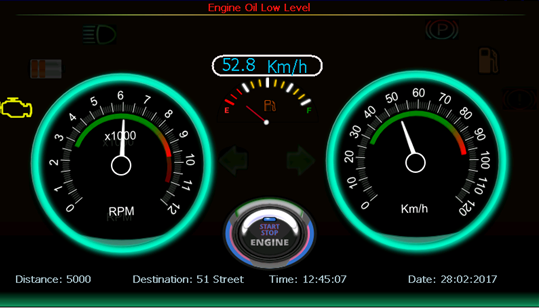 Engine Oil Low Level
52.8 Km/h
E F
0 1 2 3 4 5 6 7 8 9 10 11 12
x1000
RPM
0 10 20 30 40 50 60 70 80 90 100 110 120
Km/h
START
STOP
ENGINE
Distance: 5000 Destination: 51 Street Time: 12:45:07 Date: 28:02:2017